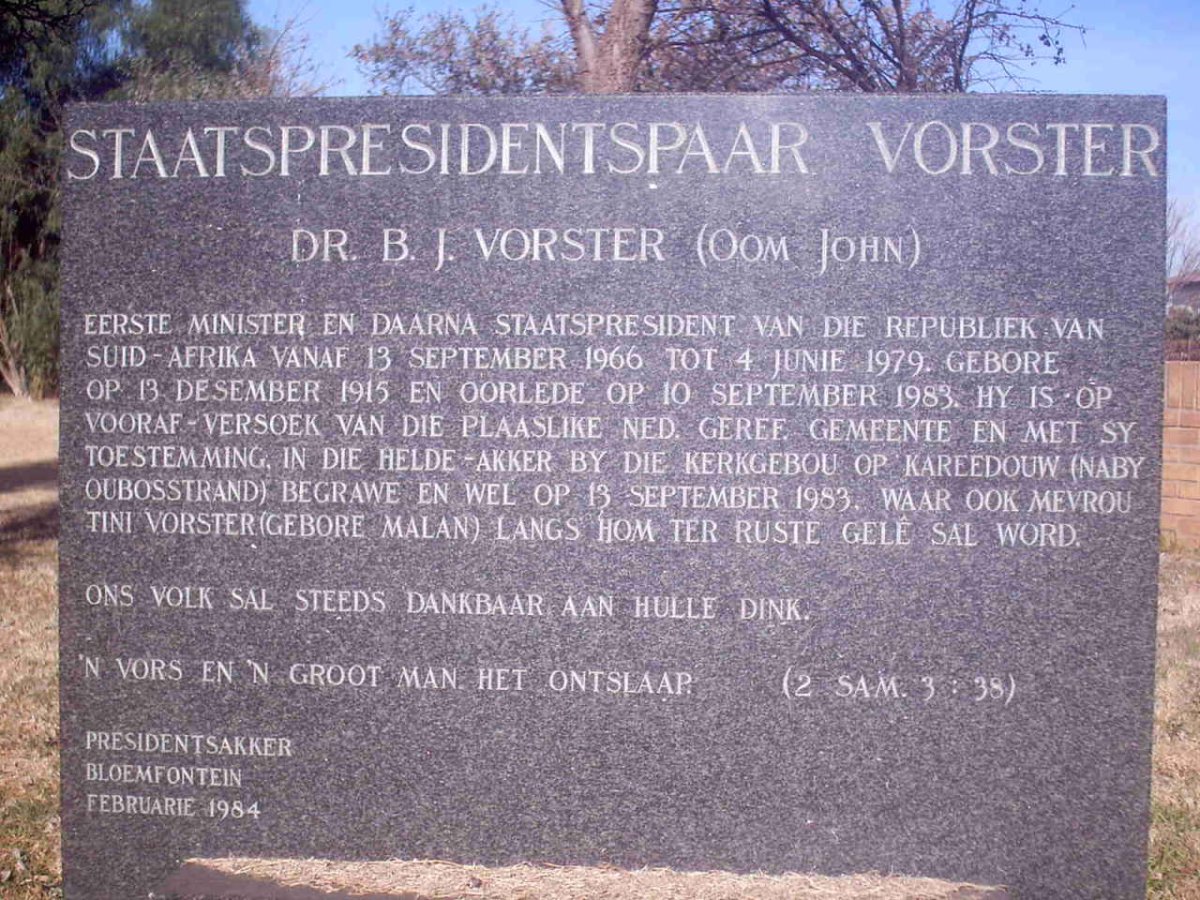 STAATSPRESIDENTSPAAR VORSTER
DR. B. J. VORSTER (OOM JOHN)
EERSTE MINISTER EN DAARNA STAATSPRESIDENT VAN DIE REPUBLIEK VAN
SUID-AFRIKA VANAF 13 SEPTEMBER 1966 TOT 4 JUNIE 1979. GEBORE
OP 13 DESEMBER 1915 EN OORLEDE OP 10 SEPTEMBER 1983. HY IS OP
VOORAF-VERSOEK VAN DIE PLAASLIKE NED. GEREF. GEMEENTE EN MET SY
TOESTEMMING, IN DIE HELDE-AKKER BY DIE KERKGEBOU OP KAREEDOUW (NABY
OUBOSSTRAND) BEGRAWE EN WEL OP 13 SEPTEMBER 1983. WAAR OOK MEVROU
TINI VORSTER (GEBORE MALAN) LANGS HOM TER RUSTE GELÊ SAL WORD.
ONS VOLK SAL STEEDS DANKBAAR AAN HULLE DINK.
'N VORS EN 'N GROOT MAN HET ONTSLAAP. (2 SAM. 3 : 38)
PRESIDENTSAKKER
BLOEMFONTEIN
FEBRUARIE 1984